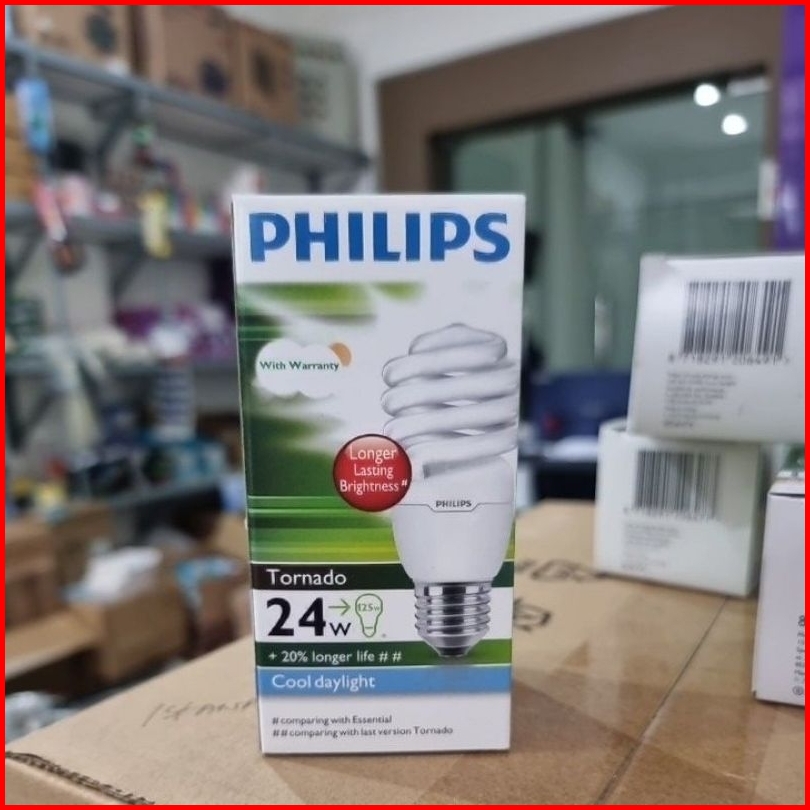 PHILIPS
With Warranty
Longer
Lasting
Brightness#
PHILIPS
Tornado
24w
125w
+ 20% longer life # #
Cool daylight
# comparing with Essential
## comparing with last version Tornado